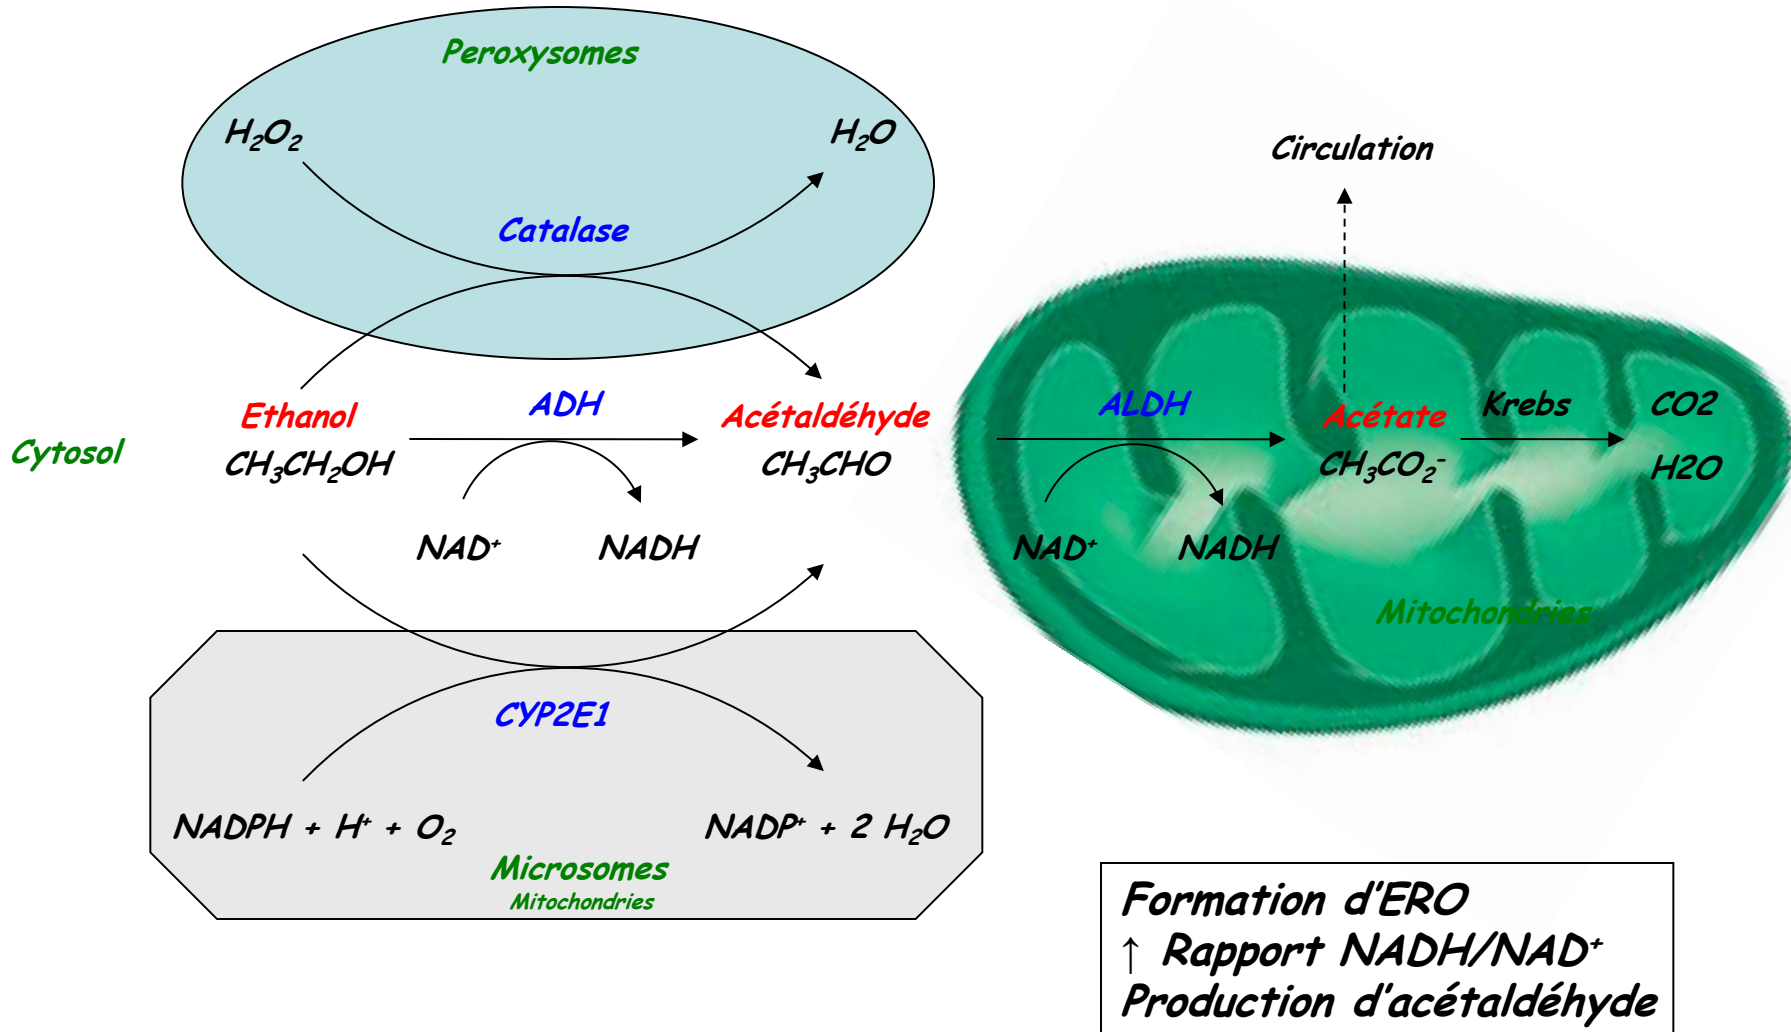 Peroxysomes
H₂O₂
H₂O
Catalase
Circulation
Cytosol
Ethanol
CH₃CH₂OH
ADH
NAD⁺
NADH
Acétaldéhyde
CH₃CHO
ALDH
NAD⁺
NADH
Acétate
CH₃CO₂⁻
Krebs
CO2
H2O
Mitochondries
CYP2E1
NADPH + H⁺ + O₂
NADP⁺ + 2 H₂O
Microsomes
Mitochondries
Formation d'ERO
↑ Rapport NADH/NAD⁺
Production d'acétaldéhyde